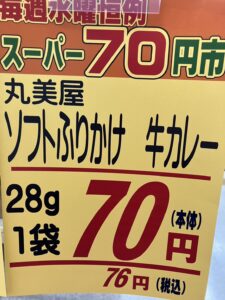 毎週水曜恒例
スーパー70円市
丸美屋
ソフトふりかけ 牛カレー
28g
1袋 70円(本体)
76円(税込)